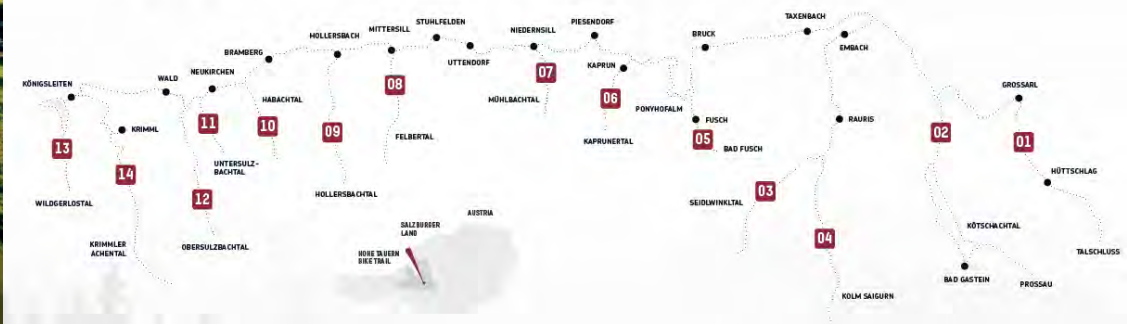 KÖNIGSLEITEN
WALD
NEUKIRCHEN
BRAMBERG
HOLLERSBACH
MITTERSILL
STUHLFELDEN
UTTENDORF
NIEDERNSILL
PIESENDORF
KAPRUN
BRUCK
TAXENBACH
EMBACH
GROSSARL
KRIMML
11
HABACHTAL
10
08
07
MÜHLBACHTAL
06
PONYHOFALM
FUSCH
RAURIS
02
01
13
14
UNTERSULZ-
BACHTAL
09
FELBERTAL
KAPRUNERTAL
05
BAD FUSCH
03
HÜTTSCHLAG
WILDGERLOSTAL
12
HOLLERSBACHTAL
SEIDLWINKLTAL
KRIMMLER
ACHENTAL
OBERSULZBACHTAL
AUSTRIA
SALZBURGER
LAND
HOHE TAUERN
BIKE TRAIL
04
KÖTSCHACHTAL
TALSCHLUSS
BAD GASTEIN
PROSSAU
KOLM SAIGURN